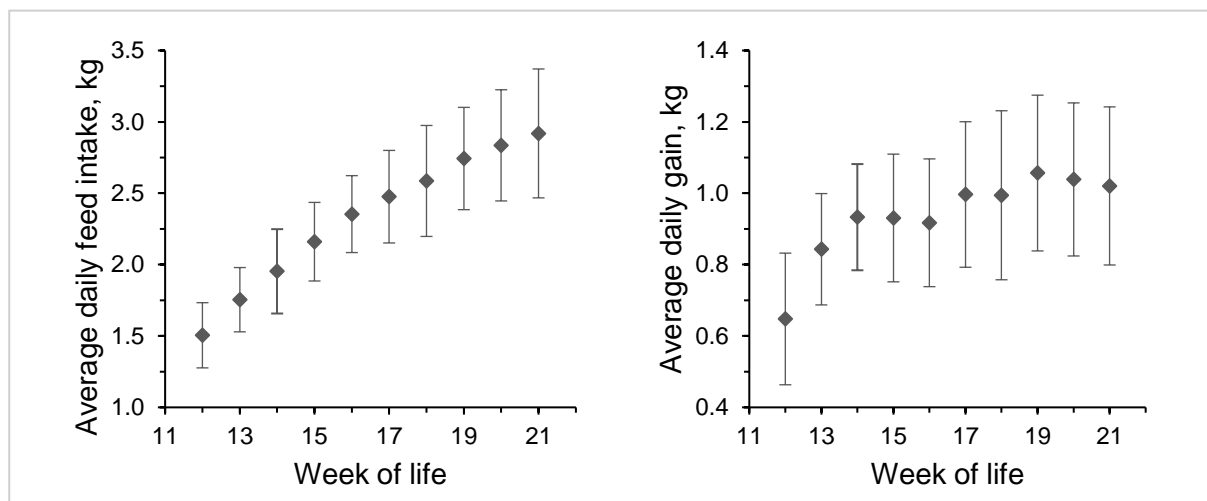 Average daily feed intake, kg
3.5
3.0
2.5
2.0
1.5
1.0
11 13 15 17 19 21
Week of life
Average daily gain, kg
1.4
1.2
1.0
0.8
0.6
0.4
11 13 15 17 19 21
Week of life